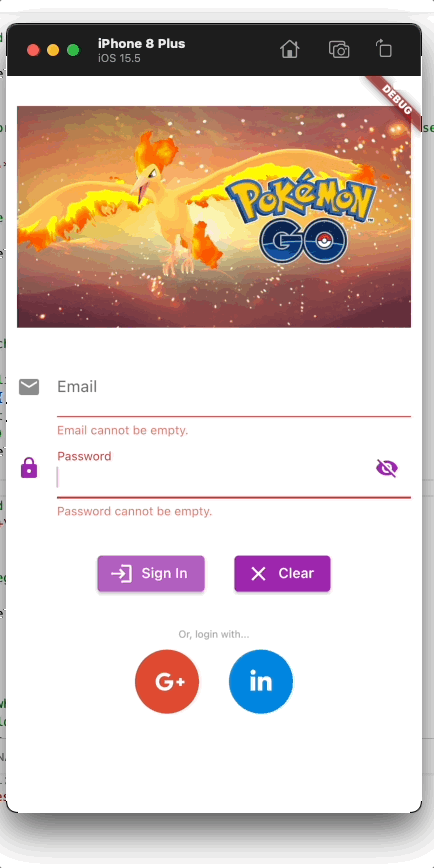 iPhone 8 Plus
iOS 15.5
DEBUG
POKÉMON
GO
™
Email
Email cannot be empty.
Password
Password cannot be empty.
Sign In
Clear
Or, login with...
G+
in